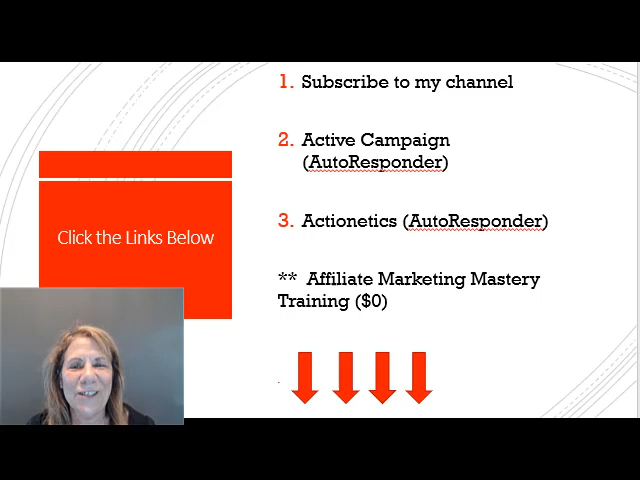 1. Subscribe to my channel
2. Active Campaign
(AutoResponder)
Click the Links Below
3. Actionetics (AutoResponder)
** Affiliate Marketing Mastery
Training ($0)